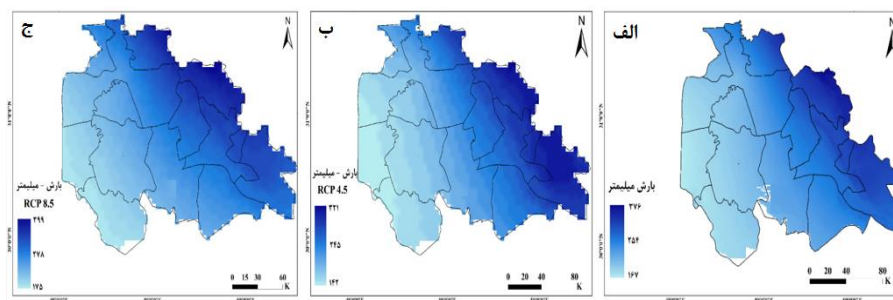 الف
N
بارش میلیمتر
۳۷۶
۲۵۴
۱۶۷
0 20 40 80
K
ب
N
بارش - میلیمتر
RCP 4.5
۳۲۱
۲۴۵
۱۴۲
0 20 40 80
K
ج
N
بارش - میلیمتر
RCP 8.5
۳۹۹
۲۷۸
۱۷۵
0 15 30 60
K